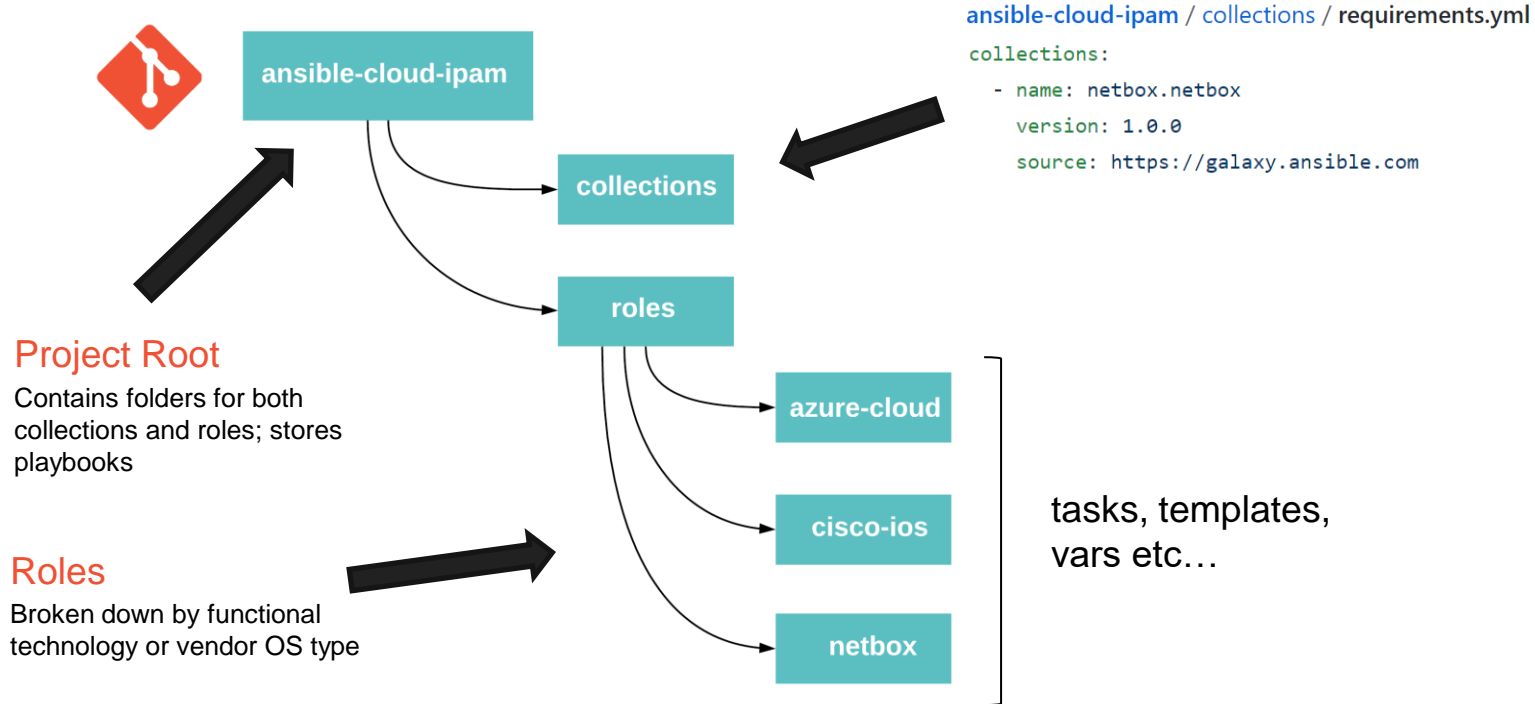 ansible-cloud-ipam / collections / requirements.yml
collections:
- name: netbox.netbox
version: 1.0.0
source: https://galaxy.ansible.com
ansible-cloud-ipam
collections
roles
Project Root
Contains folders for both
collections and roles; stores
playbooks
azure-cloud
cisco-ios
netbox
tasks, templates,
vars etc…
Roles
Broken down by functional
technology or vendor OS type